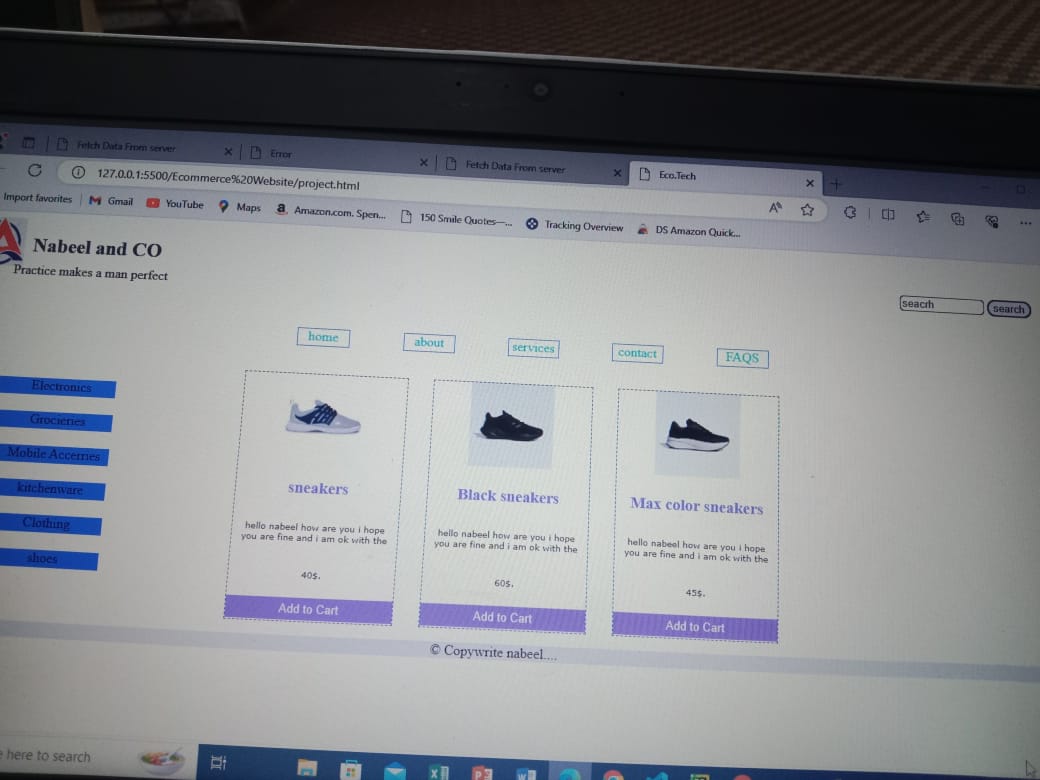 Fetch Data From server
Error
Fetch Data From server
Eco.Tech
127.0.0.1:5500/Ecommerce%20Website/project.html
Import favorites
Gmail
YouTube
Maps
Amazon.com. Spen...
150 Smile Quotes—...
Tracking Overview
DS Amazon Quick...
Nabeel and CO
Practice makes a man perfect
seacrh
search
home
about
services
contact
FAQS
Electronics
Grocieries
Mobile Accerries
kitchenware
Clothing
shoes
sneakers
hello nabeel how are you i hope
you are fine and i am ok with the
40$.
Add to Cart
Black sneakers
hello nabeel how are you i hope
you are fine and i am ok with the
60$.
Add to Cart
Max color sneakers
hello nabeel how are you i hope
you are fine and i am ok with the
45$.
Add to Cart
© Copywrite nabeel....
here to search